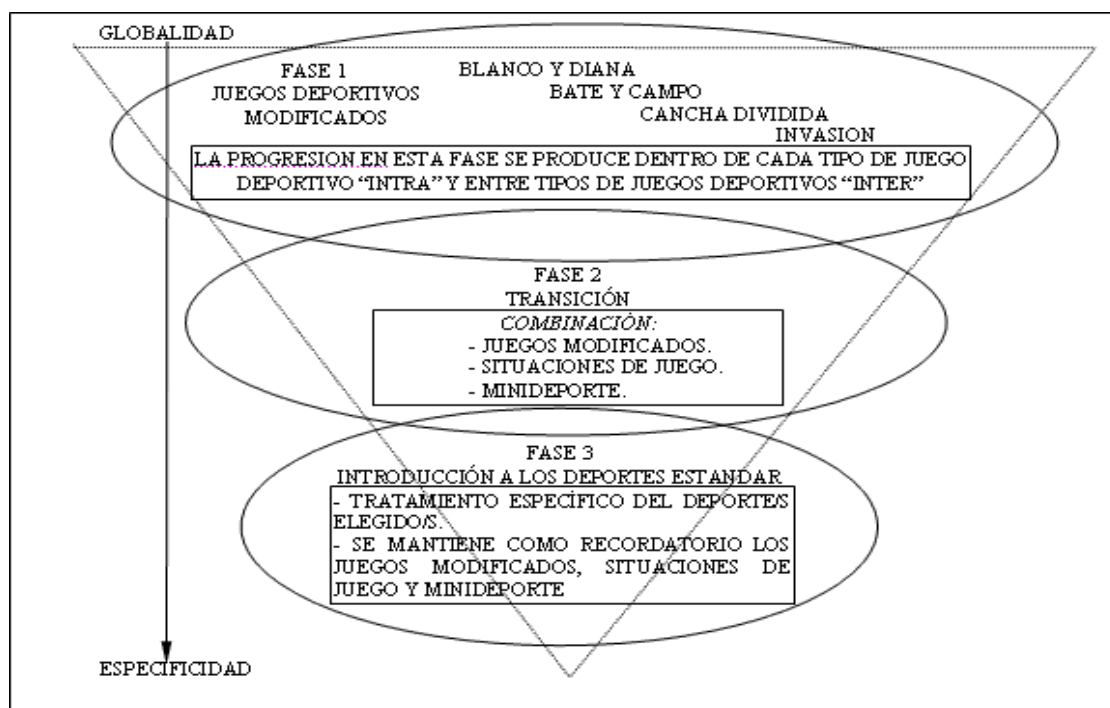 GLOBALIDAD
FASE 1
JUEGOS DEPORTIVOS
MODIFICADOS
BLANCO Y DIANA
BATE Y CAMPO
CANCHA DIVIDIDA
INVASION
LA PROGRESION EN ESTA FASE SE PRODUCE DENTRO DE CADA TIPO DE JUEGO
DEPORTIVO “INTRA” Y ENTRE TIPOS DE JUEGOS DEPORTIVOS “INTER”
FASE 2
TRANSICIÓN
COMBINACIÓN:
- JUEGOS MODIFICADOS.
- SITUACIONES DE JUEGO.
- MINIDEPORTE.
FASE 3
INTRODUCCIÓN A LOS DEPORTES ESTANDAR
- TRATAMIENTO ESPECÍFICO DEL DEPORTE/S
ELEGIDO/S.
- SE MANTIENE COMO RECORDATORIO LOS
JUEGOS MODIFICADOS, SITUACIONES DE
JUEGO Y MINIDEPORTE
ESPECIFICIDAD